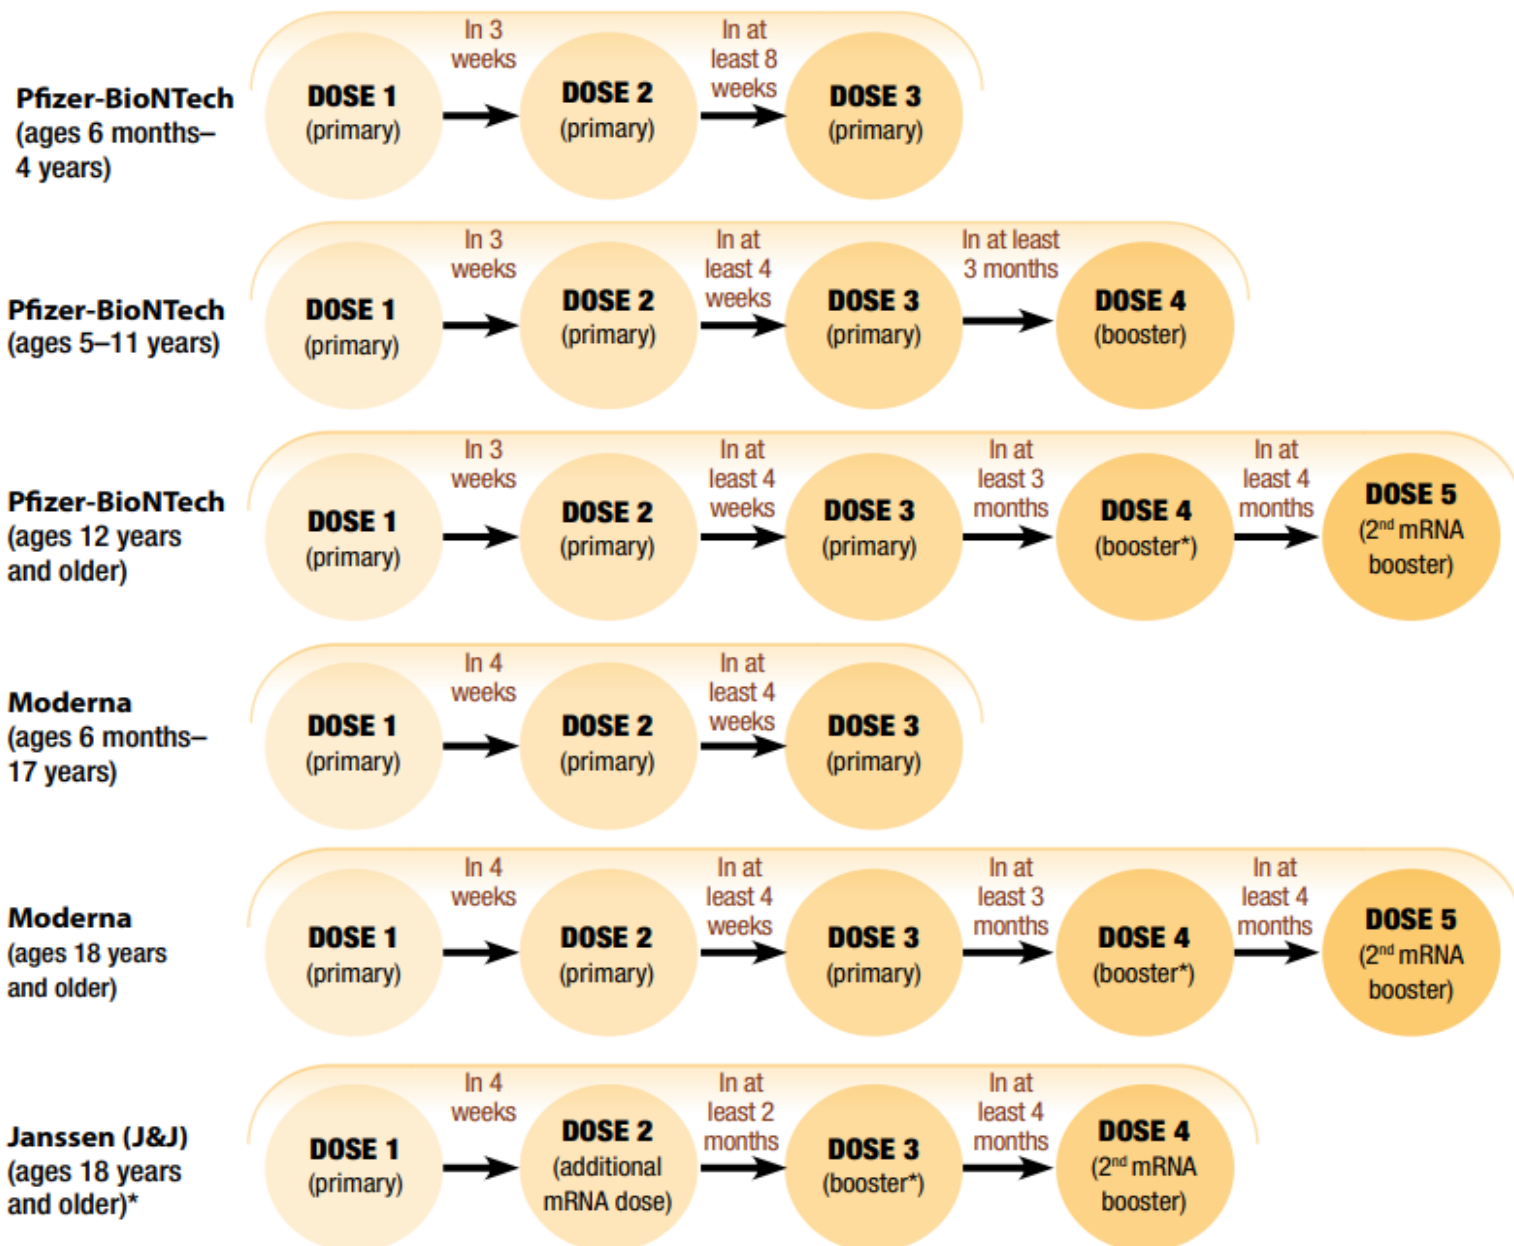 Pfizer-BioNTech
(ages 6 months–
4 years)
DOSE 1
(primary)
In 3
weeks
DOSE 2
(primary)
In at
least 8
weeks
DOSE 3
(primary)
Pfizer-BioNTech
(ages 5–11 years)
DOSE 1
(primary)
In 3
weeks
DOSE 2
(primary)
In at
least 4
weeks
DOSE 3
(primary)
In at least
3 months
DOSE 4
(booster)
Pfizer-BioNTech
(ages 12 years
and older)
DOSE 1
(primary)
In 3
weeks
DOSE 2
(primary)
In at
least 4
weeks
DOSE 3
(primary)
In at
least 3
months
DOSE 4
(booster*)
In at
least 4
months
DOSE 5
(2nd mRNA
booster)
Moderna
(ages 6 months–
17 years)
DOSE 1
(primary)
In 4
weeks
DOSE 2
(primary)
In at
least 4
weeks
DOSE 3
(primary)
Moderna
(ages 18 years
and older)
DOSE 1
(primary)
In 4
weeks
DOSE 2
(primary)
In at
least 4
weeks
DOSE 3
(primary)
In at
least 3
months
DOSE 4
(booster*)
In at
least 4
months
DOSE 5
(2nd mRNA
booster)
Janssen (J&J)
(ages 18 years
and older)*
DOSE 1
(primary)
In 4
weeks
DOSE 2
(additional
mRNA dose)
In at
least 2
months
DOSE 3
(booster*)
In at
least 4
months
DOSE 4
(2nd mRNA
booster)